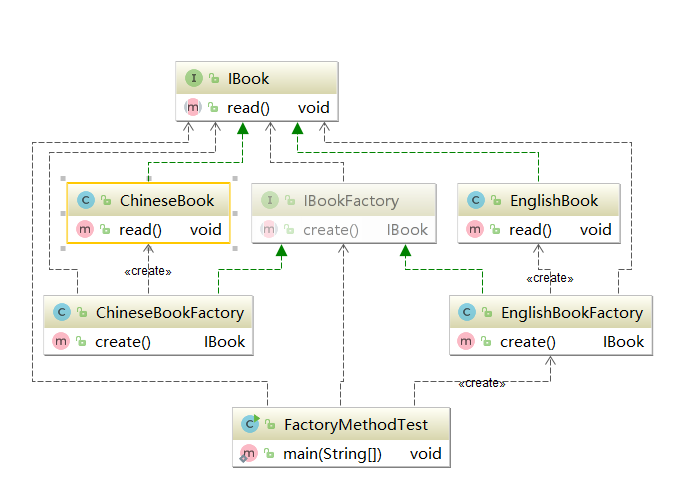 I IBook
m read() void
C ChineseBook
m read() void
I IBookFactory
m create() IBook
C EnglishBook
m read() void
«create»
«create»
C ChineseBookFactory
m create() IBook
C EnglishBookFactory
m create() IBook
«create»
C FactoryMethodTest
m main(String[]) void